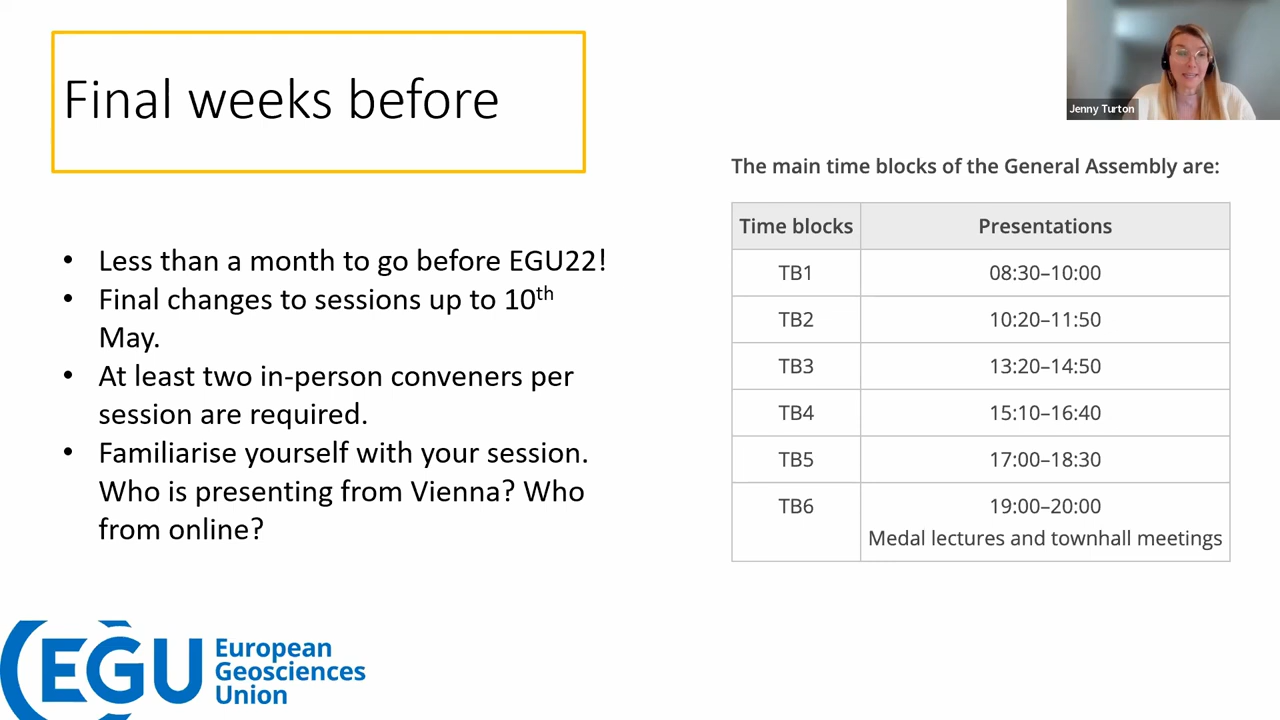 Final weeks before
Jenny Turton
• Less than a month to go before EGU22!
• Final changes to sessions up to 10th
May.
• At least two in-person conveners per
session are required.
• Familiarise yourself with your session.
Who is presenting from Vienna? Who
from online?
The main time blocks of the General Assembly are:
Time blocks Presentations
TB1 08:30–10:00
TB2 10:20–11:50
TB3 13:20–14:50
TB4 15:10–16:40
TB5 17:00–18:30
TB6 19:00–20:00
Medal lectures and townhall meetings
EGU European
Geosciences
Union